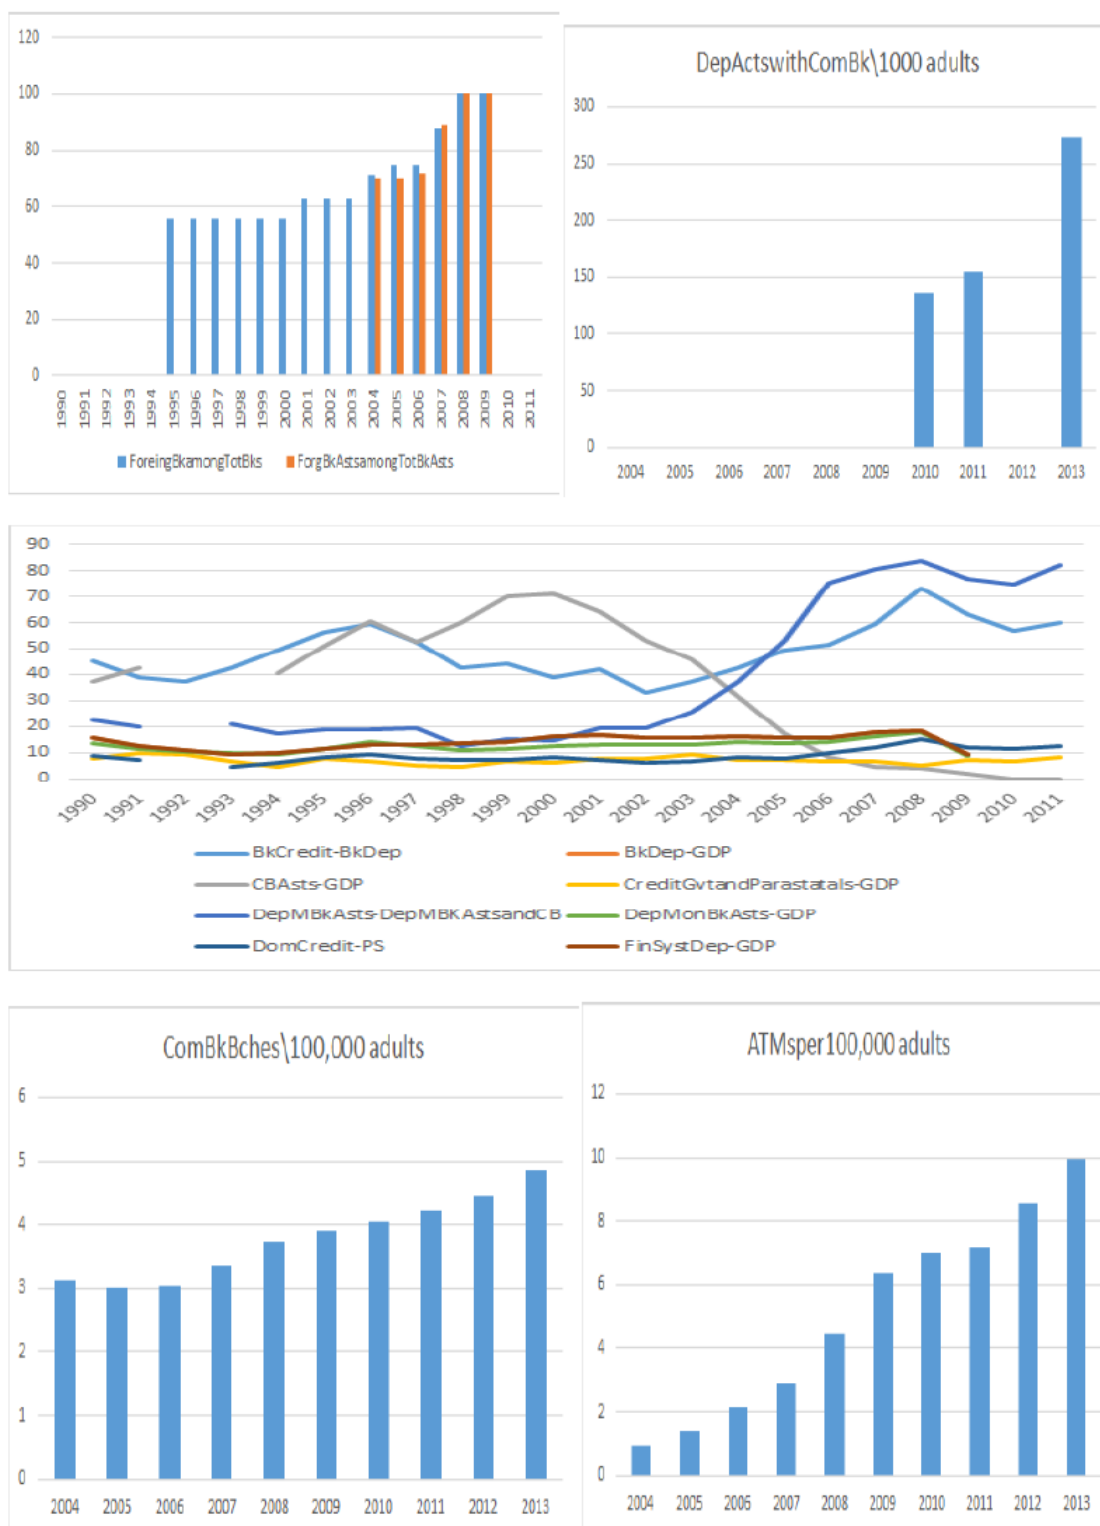 120
100
80
60
40
20
0
1990 1991 1992 1993 1994 1995 1996 1997 1998 1999 2000 2001 2002 2003 2004 2005 2006 2007 2008 2009 2010 2011
ForeingBkamongTotBks ForgBkAstsamongTotBkAsts
DepActswithComBk\1000 adults
300
250
200
150
100
50
0
2004 2005 2006 2007 2008 2009 2010 2011 2012 2013
90
80
70
60
50
40
30
20
10
0
1990 1991 1992 1993 1994 1995 1996 1997 1998 1999 2000 2001 2002 2003 2004 2005 2006 2007 2008 2009 2010 2011
BkCredit-BkDep BkDep-GDP
CBAsts-GDP CreditGvtandParastatals-GDP
DepMBkAsts-DepMBKAstsandCB DepMonBkAsts-GDP
DomCredit-PS FinSystDep-GDP
ComBkBches\100,000 adults
6
5
4
3
2
1
0
2004 2005 2006 2007 2008 2009 2010 2011 2012 2013
ATMsper100,000 adults
12
10
8
6
4
2
0
2004 2005 2006 2007 2008 2009 2010 2011 2012 2013